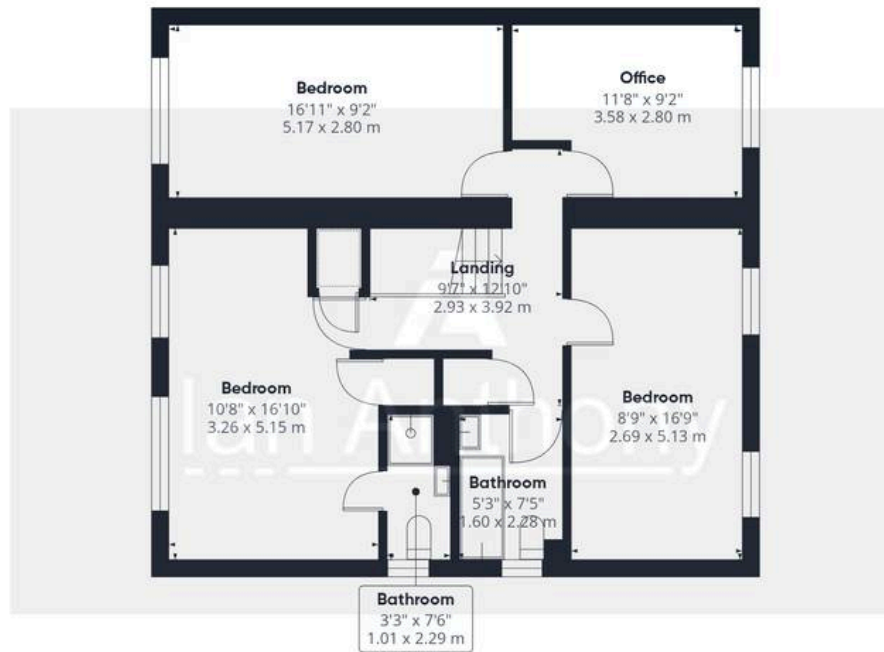 Bedroom
16'11" x 9'2"
5.17 x 2.80 m
Office
11'8" x 9'2"
3.58 x 2.80 m
Landing
9'7" x 12'10"
2.93 x 3.92 m
Bedroom
10'8" x 16'10"
3.26 x 5.15 m
Bedroom
8'9" x 16'9"
2.69 x 5.13 m
Ian Anthony
Bathroom
5'3" x 7'5"
1.60 x 2.28 m
Bathroom
3'3" x 7'6"
1.01 x 2.29 m